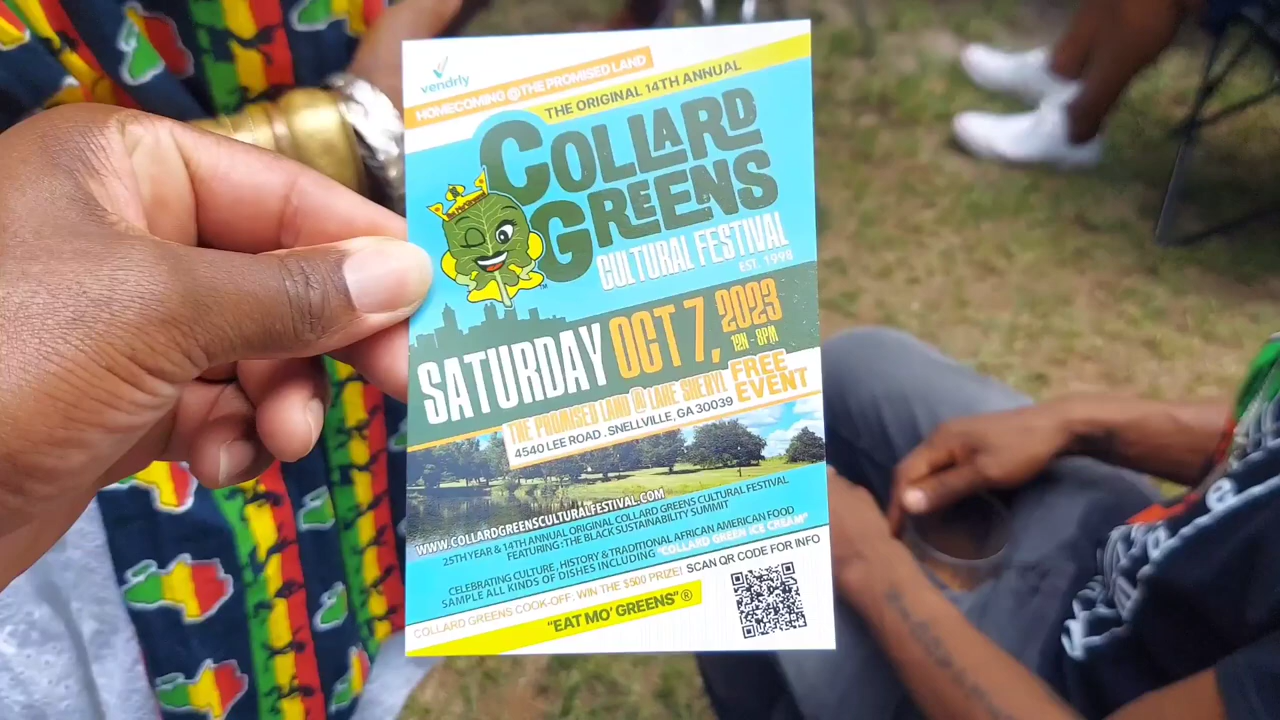 vendrly
HOMECOMING @ THE PROMISED LAND
THE ORIGINAL 14TH ANNUAL
COLLARD
GREENS
CULTURAL FESTIVAL
EST. 1998
SATURDAY OCT 7, 2023
12N - 8PM
THE PROMISED LAND @ LAKE SHERYL
4540 LEE ROAD . SNELLVILLE, GA 30039
FREE
EVENT
WWW.COLLARDGREENSCULTURALFESTIVAL.COM
25TH YEAR & 14TH ANNUAL ORIGINAL COLLARD GREENS CULTURAL FESTIVAL
FEATURING: THE BLACK SUSTAINABILITY SUMMIT
CELEBRATING CULTURE, HISTORY & TRADITIONAL AFRICAN AMERICAN FOOD
SAMPLE ALL KINDS OF DISHES INCLUDING "COLLARD GREEN ICE CREAM"
COLLARD GREENS COOK-OFF, WIN THE $500 PRIZE! SCAN QR CODE FOR INFO
"EAT MO' GREENS"®